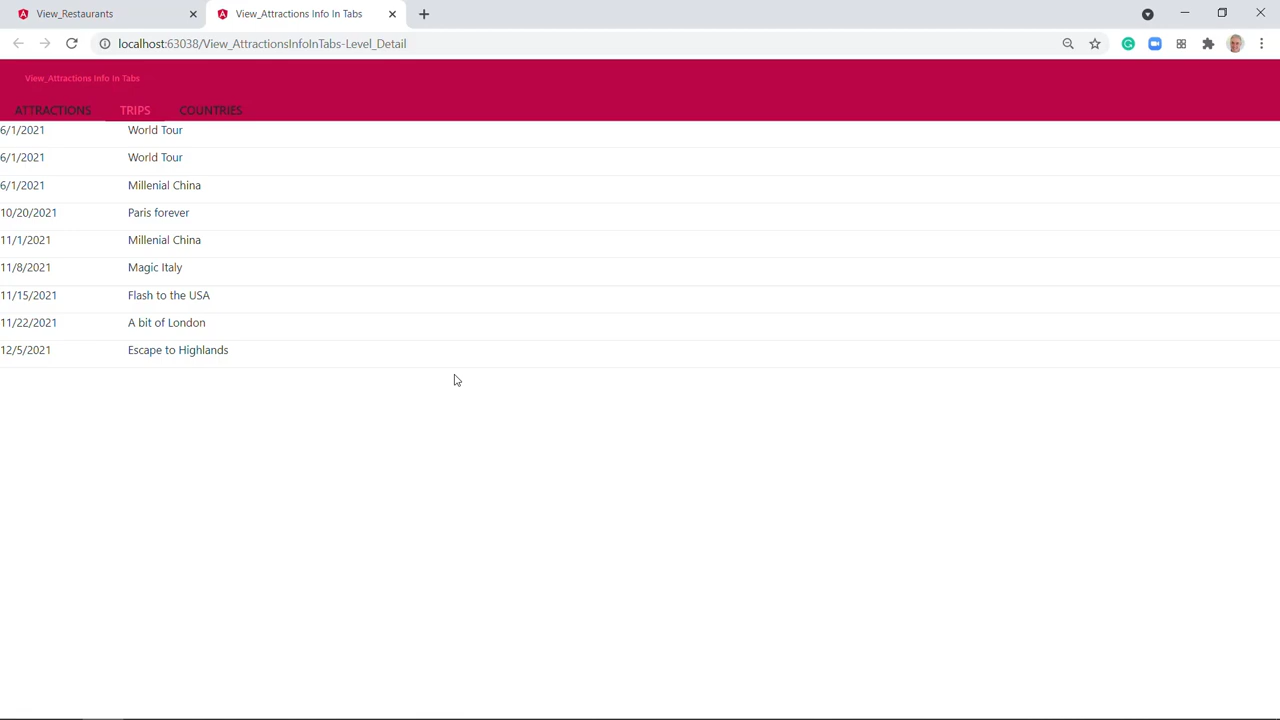 View_Restaurants
View_Attractions Info In Tabs
localhost:63038/View_AttractionsInfoInTabs-Level_Detail
View_Attractions Info In Tabs
ATTRACTIONS TRIPS COUNTRIES
6/1/2021 World Tour
6/1/2021 World Tour
6/1/2021 Millenial China
10/20/2021 Paris forever
11/1/2021 Millenial China
11/8/2021 Magic Italy
11/15/2021 Flash to the USA
11/22/2021 A bit of London
12/5/2021 Escape to Highlands